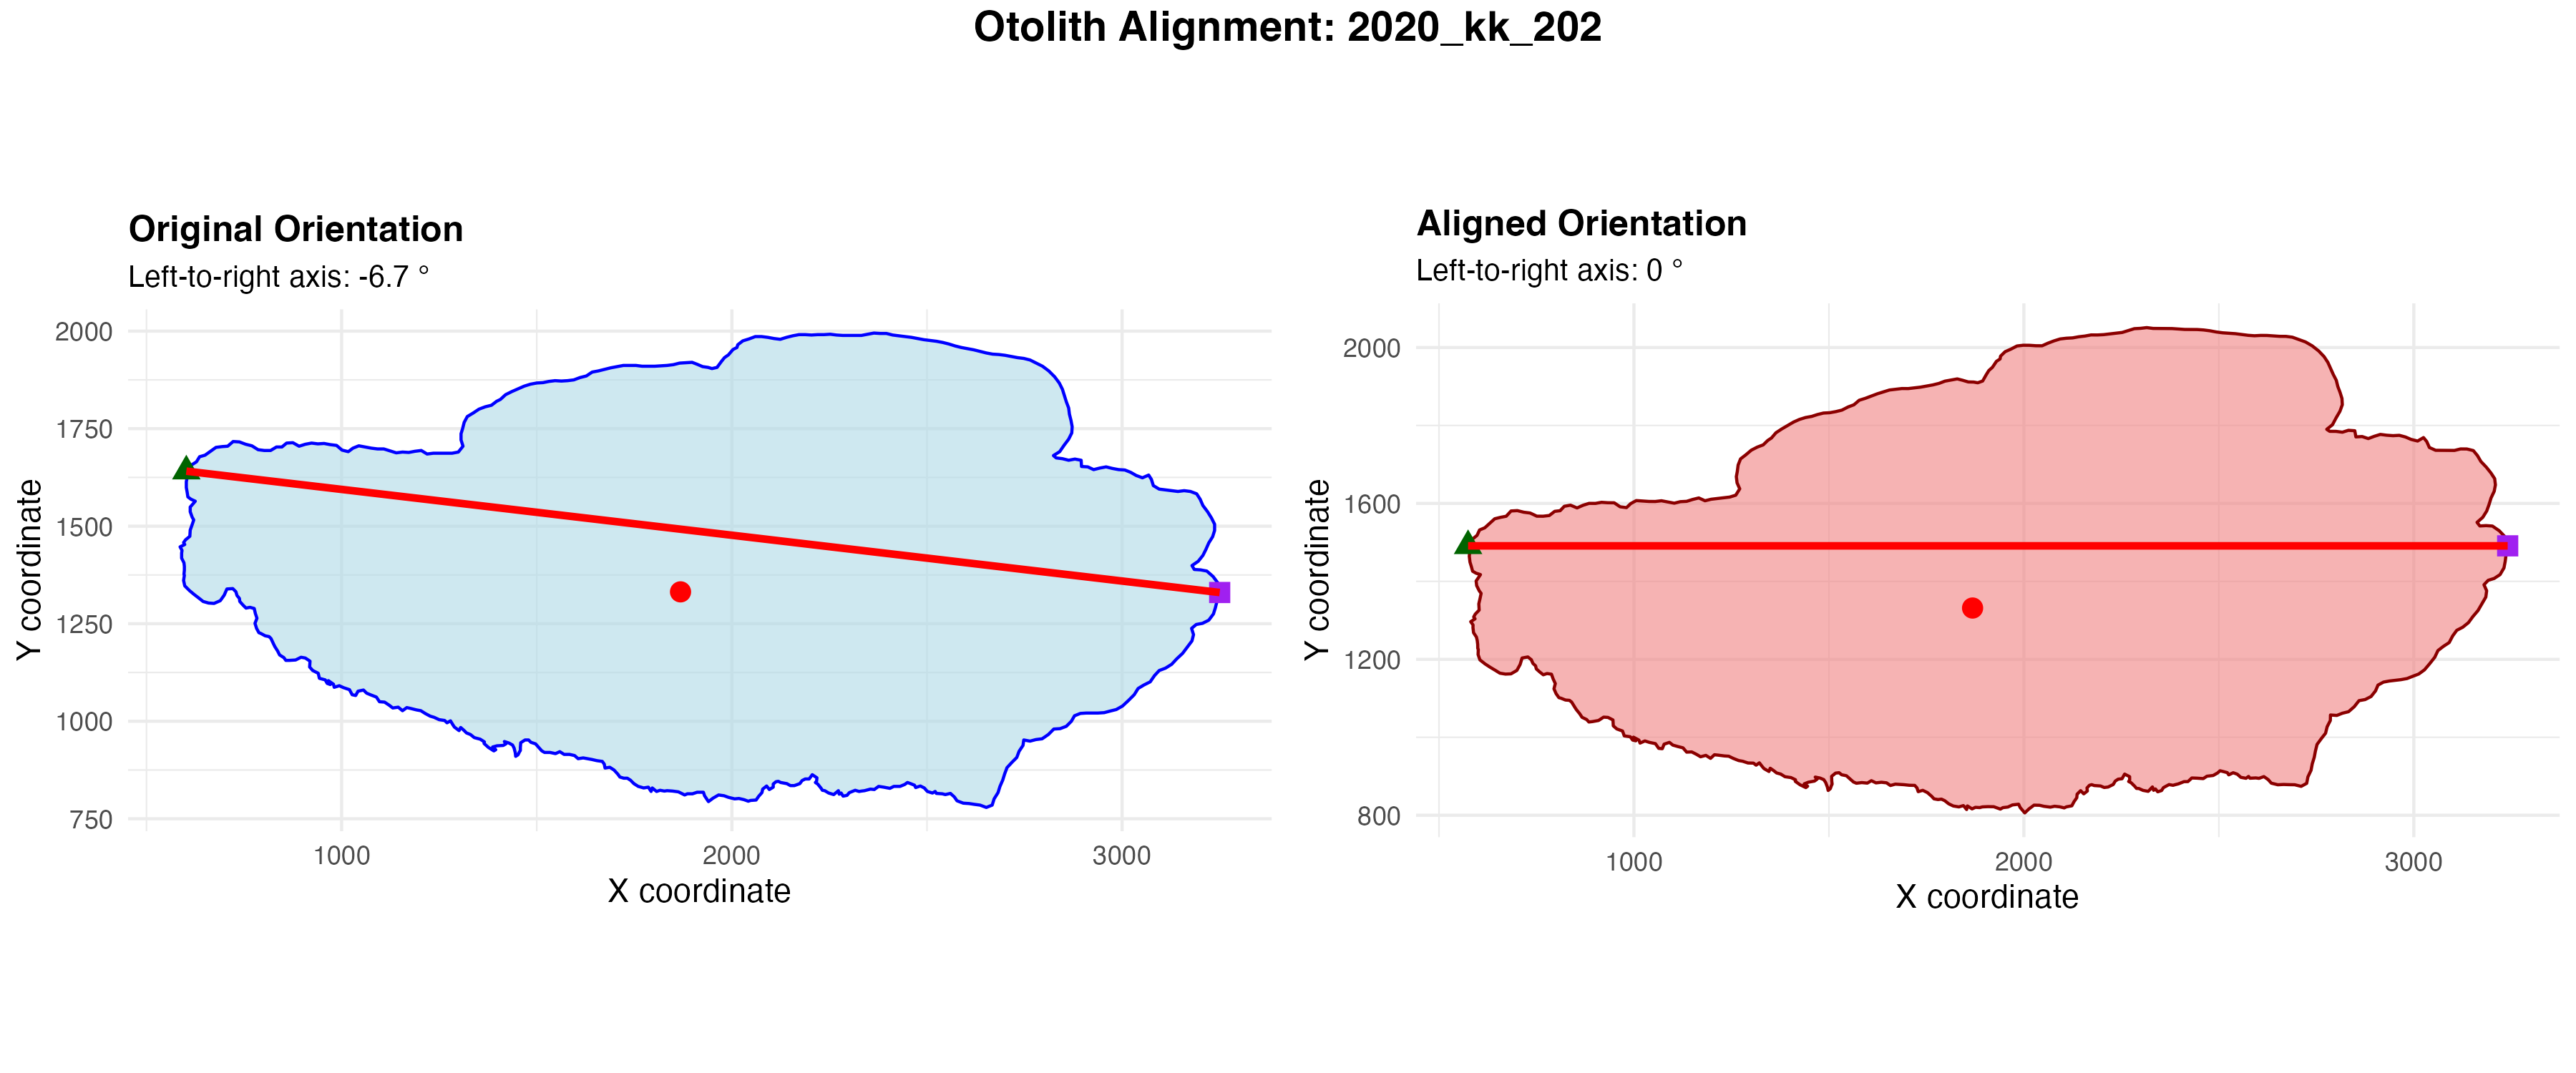 Otolith Alignment: 2020_kk_202
Original Orientation
Left-to-right axis: -6.7 °
2000
1750
1500
1250
1000
750
Y coordinate
1000
2000
3000
X coordinate
Aligned Orientation
Left-to-right axis: 0 °
2000
1600
1200
800
Y coordinate
1000
2000
3000
X coordinate